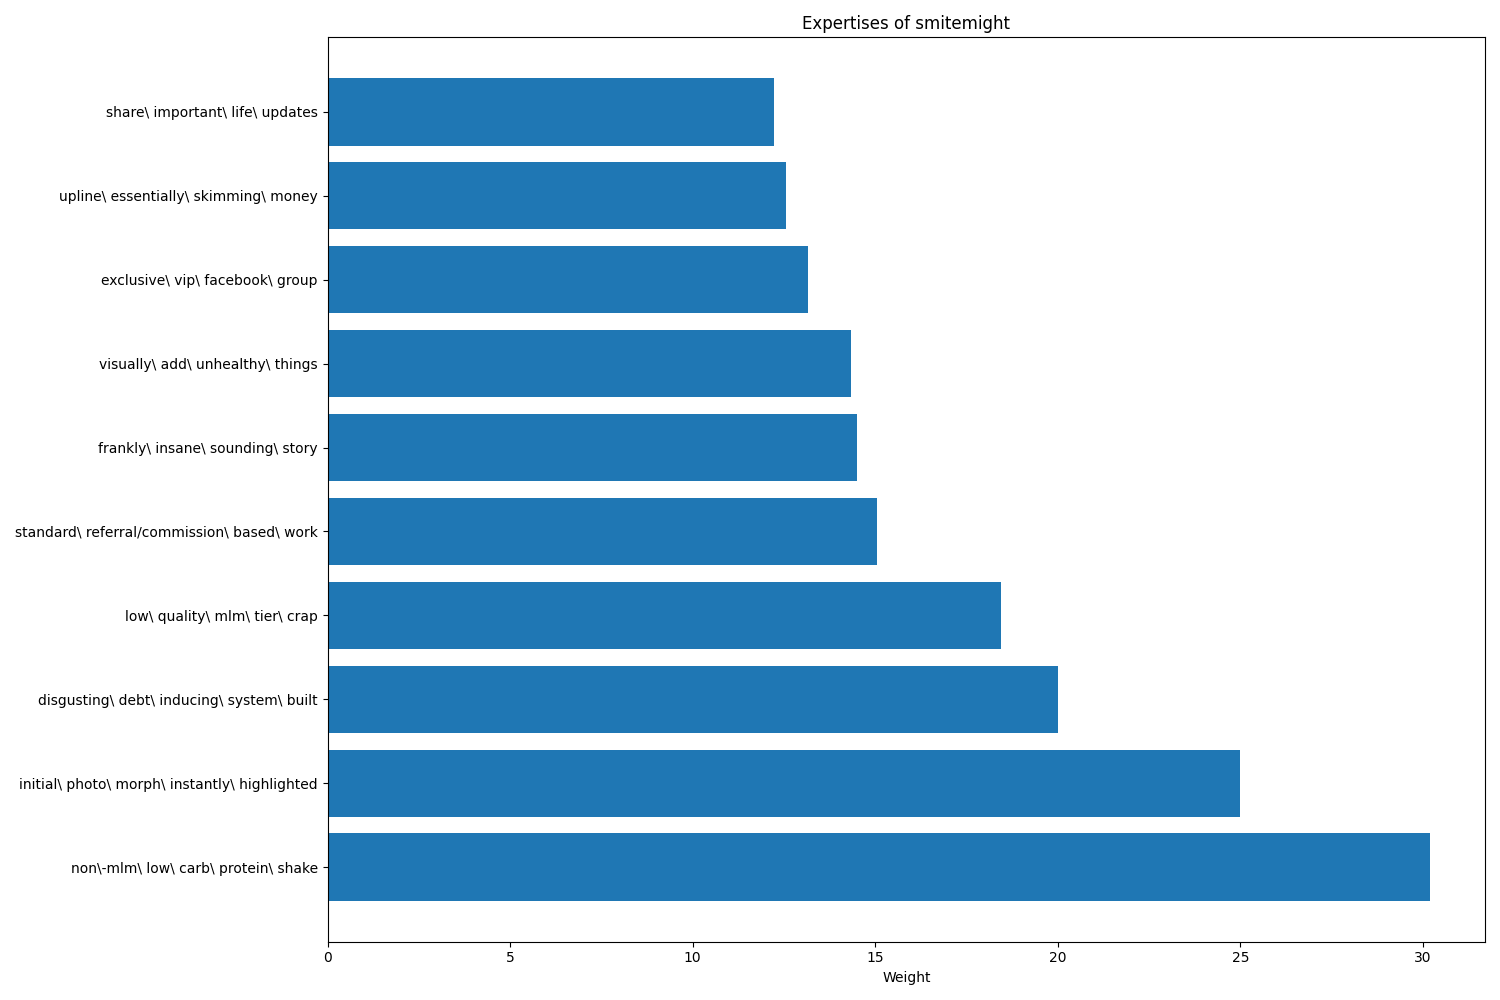 Expertises of smitemight
share\ important\ life\ updates
upline\ essentially\ skimming\ money
exclusive\ vip\ facebook\ group
visually\ add\ unhealthy\ things
frankly\ insane\ sounding\ story
standard\ referral/commission\ based\ work
low\ quality\ mlm\ tier\ crap
disgusting\ debt\ inducing\ system\ built
initial\ photo\ morph\ instantly\ highlighted
non\-mlm\ low\ carb\ protein\ shake
0 5 10 15 20 25 30
Weight